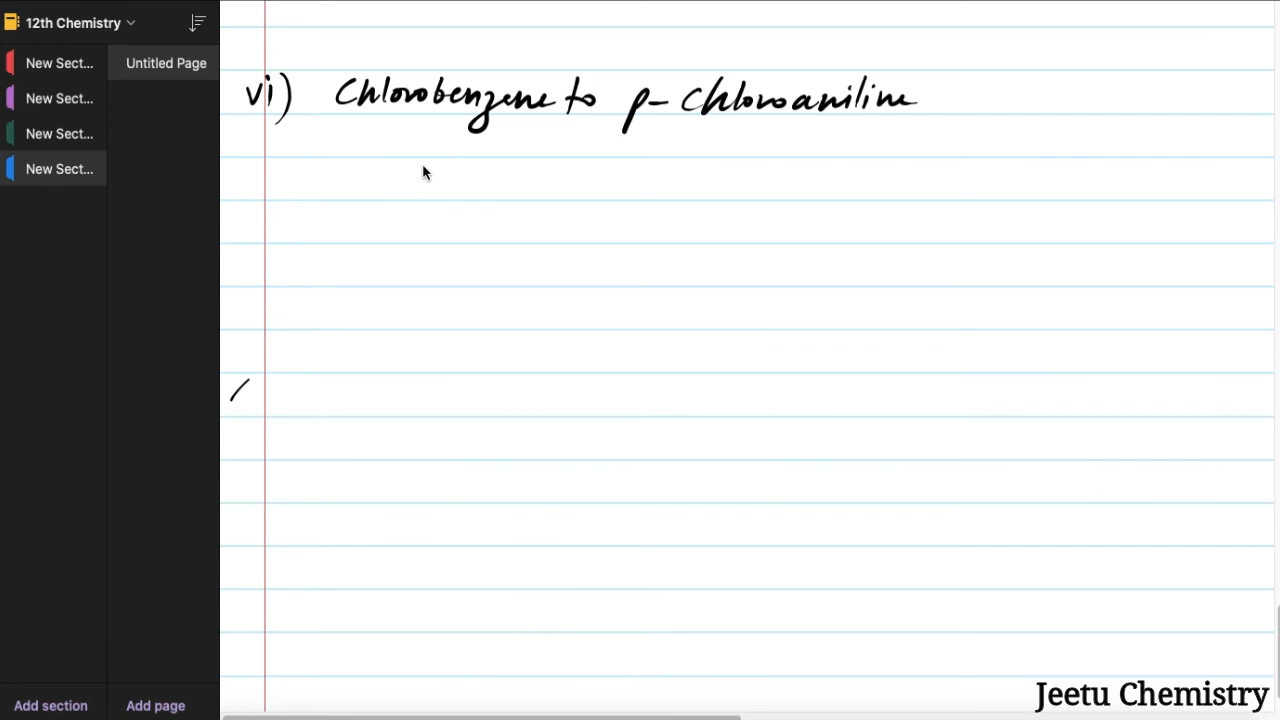 12th Chemistry
New Sect...
Untitled Page
New Sect...
New Sect...
New Sect...
vi) Chlorobenzene to p-Chloroaniline
Add section
Add page
Jeetu Chemistry